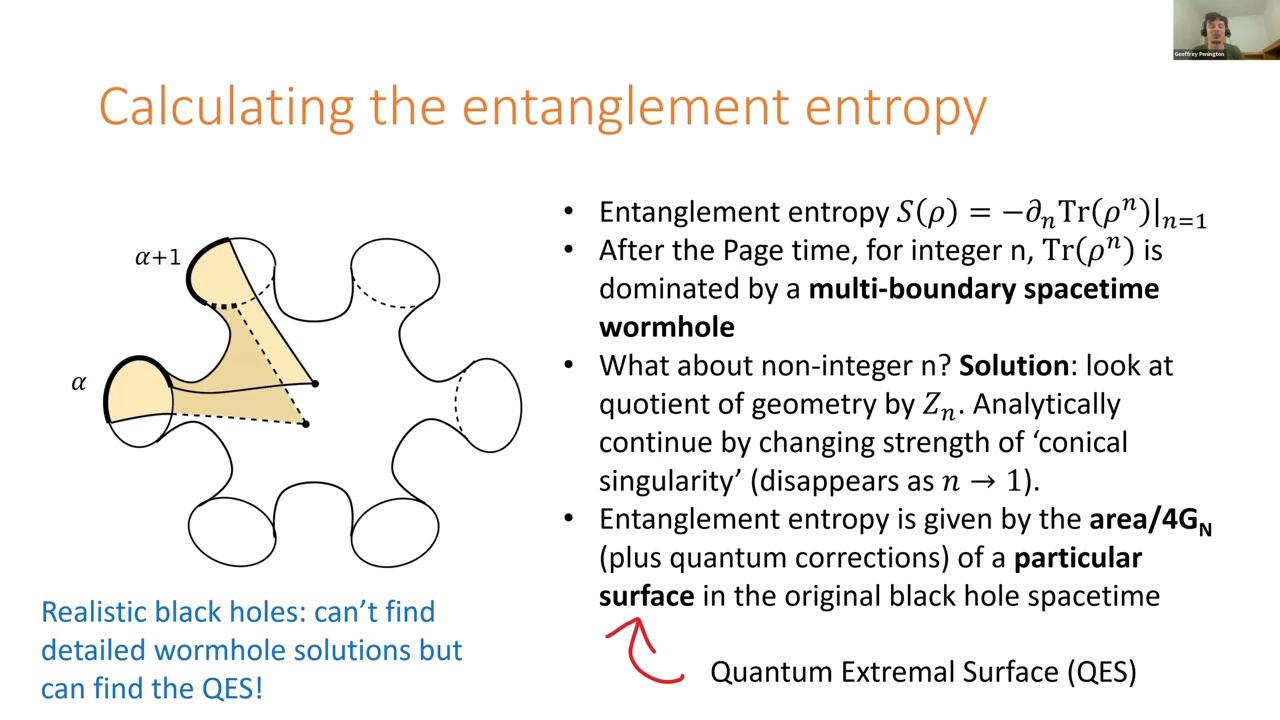 Geoffrey Penington
Calculating the entanglement entropy
α+1
α
• Entanglement entropy S(ρ) = −∂ₙTr(ρⁿ)|ₙ₌₁
• After the Page time, for integer n, Tr(ρⁿ) is
dominated by a multi-boundary spacetime
wormhole
• What about non-integer n? Solution: look at
quotient of geometry by Zₙ. Analytically
continue by changing strength of ‘conical
singularity’ (disappears as n → 1).
• Entanglement entropy is given by the area/4G_N
(plus quantum corrections) of a particular
surface in the original black hole spacetime
Quantum Extremal Surface (QES)
Realistic black holes: can’t find
detailed wormhole solutions but
can find the QES!